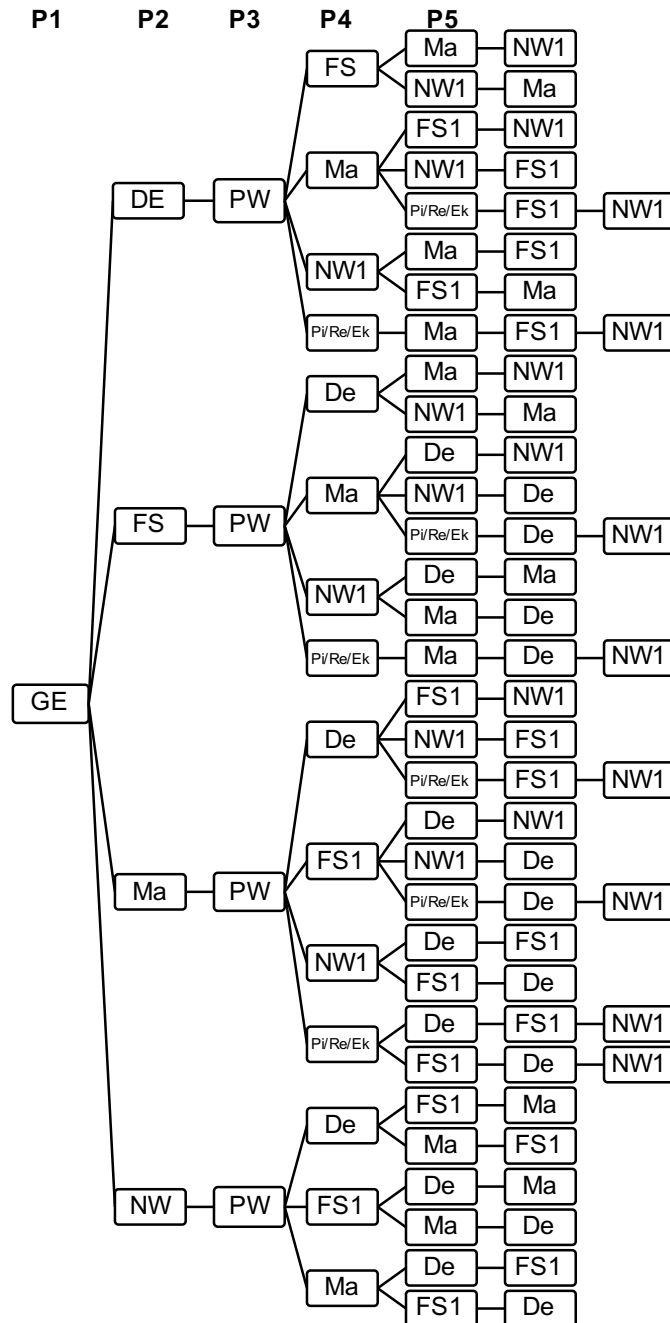 P1 P2 P3 P4 P5
Ma NW1
FS
NW1 Ma
FS1 NW1
Ma NW1 FS1
DE PW
Pi/Re/Ek FS1 NW1
Ma FS1
NW1
FS1 Ma
Pi/Re/Ek Ma FS1 NW1
Ma NW1
De
NW1 Ma
De NW1
Ma NW1 De
FS PW
Pi/Re/Ek De NW1
De Ma
NW1
Ma De
Pi/Re/Ek Ma De NW1
GE
FS1 NW1
De NW1 FS1
Pi/Re/Ek FS1 NW1
De NW1
FS1 NW1 De
Ma PW
Pi/Re/Ek De NW1
De FS1
NW1
FS1 De
De FS1 NW1
Pi/Re/Ek
FS1 De NW1
FS1 Ma
De
Ma FS1
De Ma
NW PW FS1
Ma De
De FS1
Ma
FS1 De